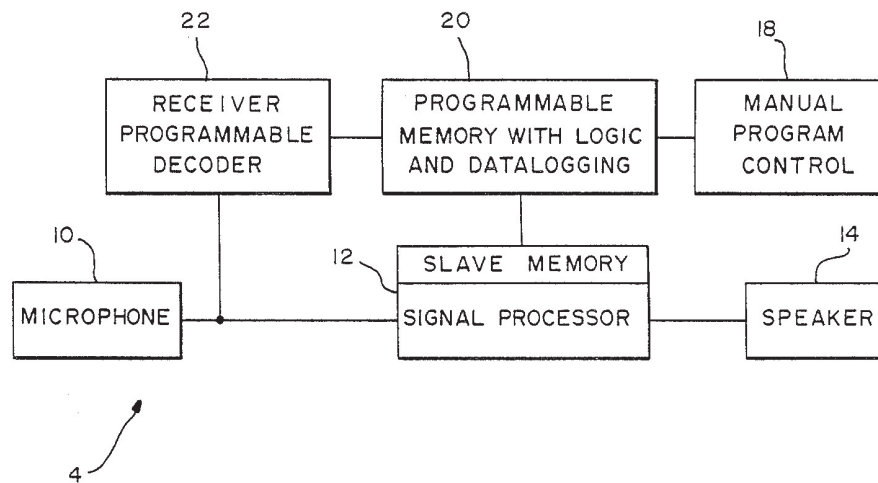 22
20
18
RECEIVER
PROGRAMMABLE
DECODER
PROGRAMMABLE
MEMORY WITH LOGIC
AND DATALOGGING
MANUAL
PROGRAM
CONTROL
10
12
14
MICROPHONE
SLAVE MEMORY
SIGNAL PROCESSOR
SPEAKER
4